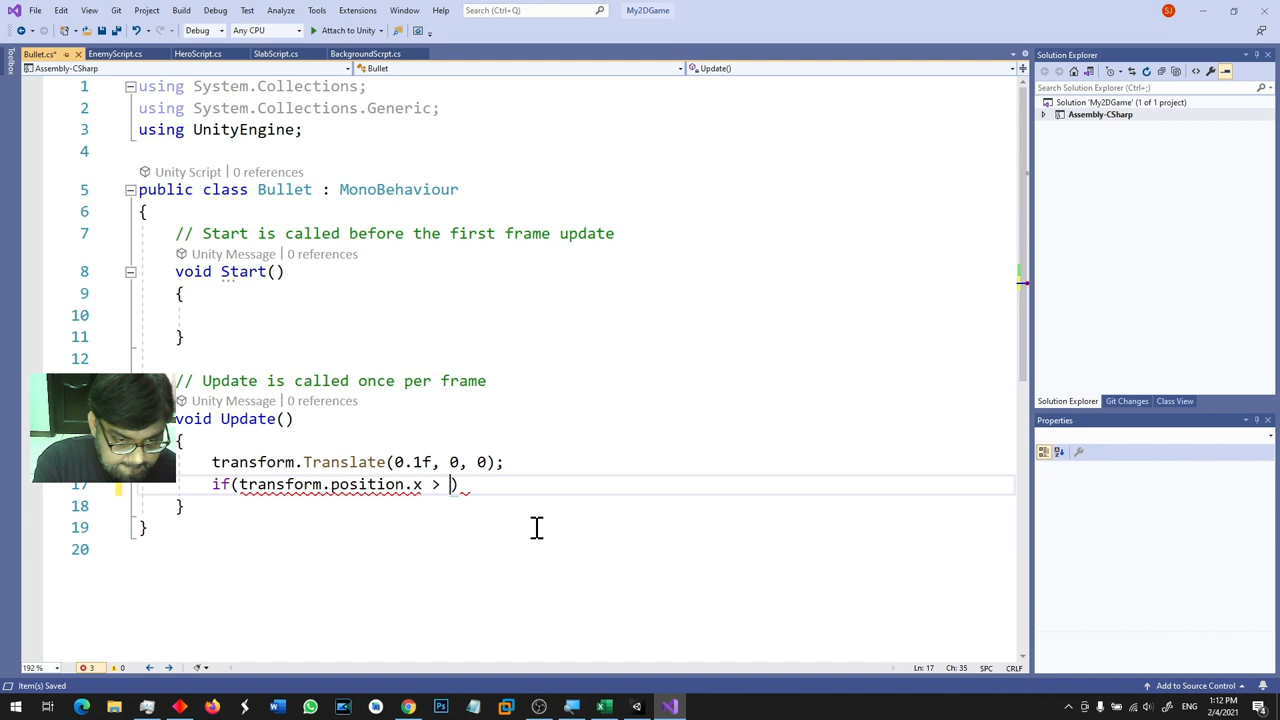 File Edit View Git Project Build Debug Test Analyze Tools Extensions Window Help Search (Ctrl+Q) My2DGame SJ
Debug Any CPU Attach to Unity
Bullet.cs* EnemyScript.cs HeroScript.cs SlabScript.cs BackgroundScrpt.cs
Assembly-CSharp Bullet Update()
Toolbox
1 using System.Collections;
2 using System.Collections.Generic;
3 using UnityEngine;
4
Unity Script | 0 references
5 public class Bullet : MonoBehaviour
6 {
7 // Start is called before the first frame update
Unity Message | 0 references
8 void Start()
9 {
10
11 }
12
// Update is called once per frame
Unity Message | 0 references
void Update()
{
transform.Translate(0.1f, 0, 0);
17 if(transform.position.x > )
18 }
19 }
20
Solution Explorer
Search Solution Explorer (Ctrl+;)
Solution 'My2DGame' (1 of 1 project)
Assembly-CSharp
Solution Explorer Git Changes Class View
Properties
192 % 3 0 Ln: 17 Ch: 35 SPC CRLF
Item(s) Saved Add to Source Control
ENG 1:12 PM
2/4/2021